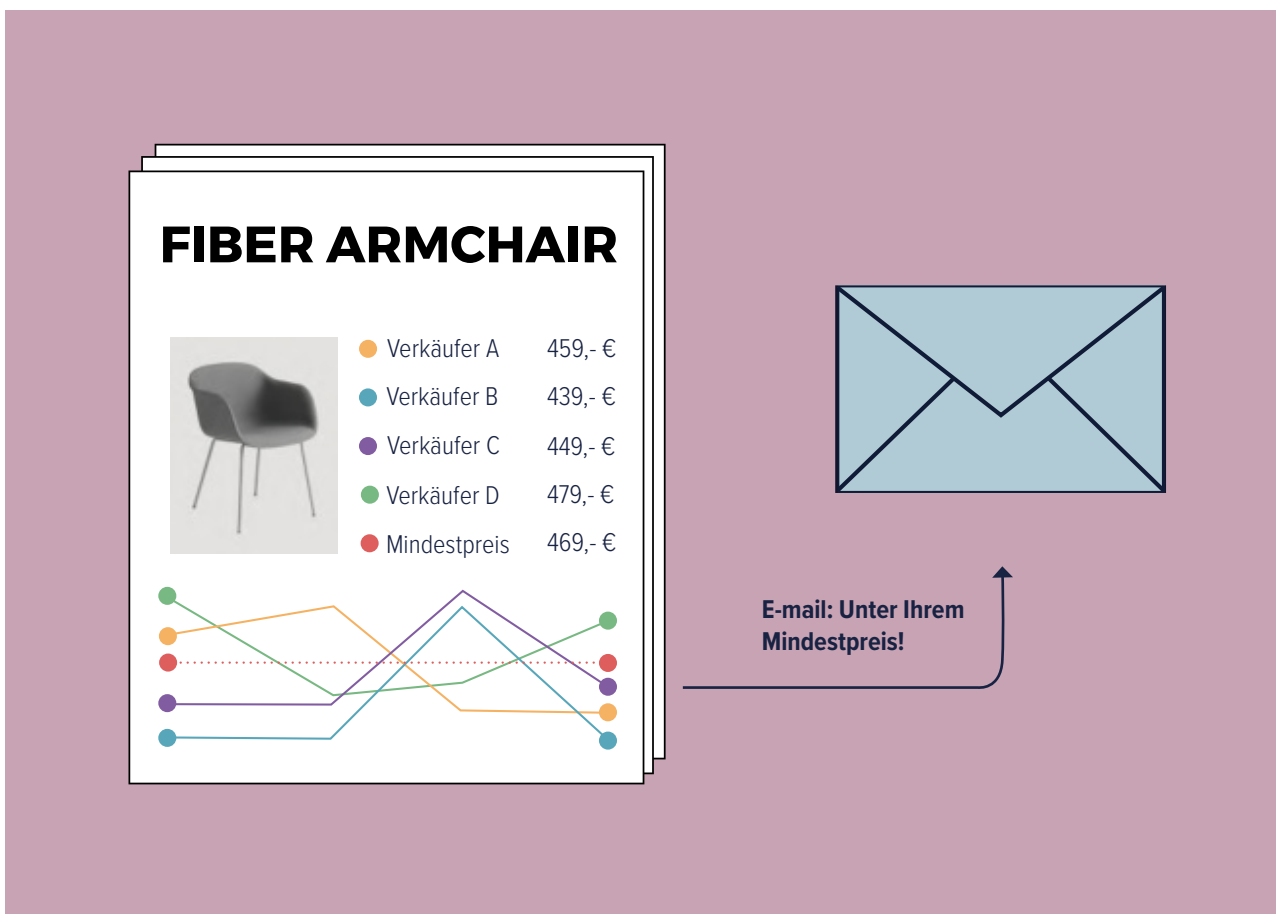 FIBER ARMCHAIR
Verkäufer A 459,- €
Verkäufer B 439,- €
Verkäufer C 449,- €
Verkäufer D 479,- €
Mindestpreis 469,- €
E-mail: Unter Ihrem
Mindestpreis!